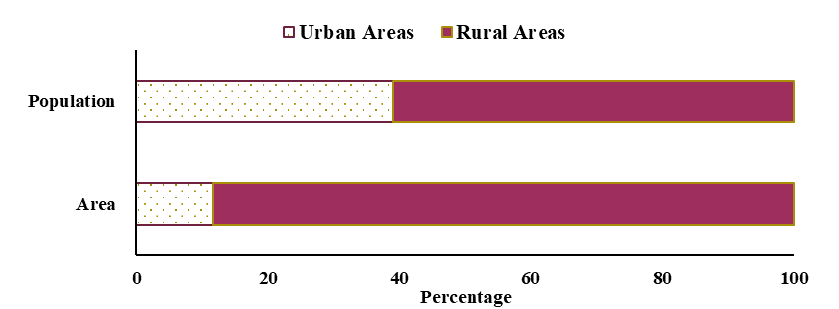 Urban Areas Rural Areas
Population
Area
0 20 40 60 80 100
Percentage